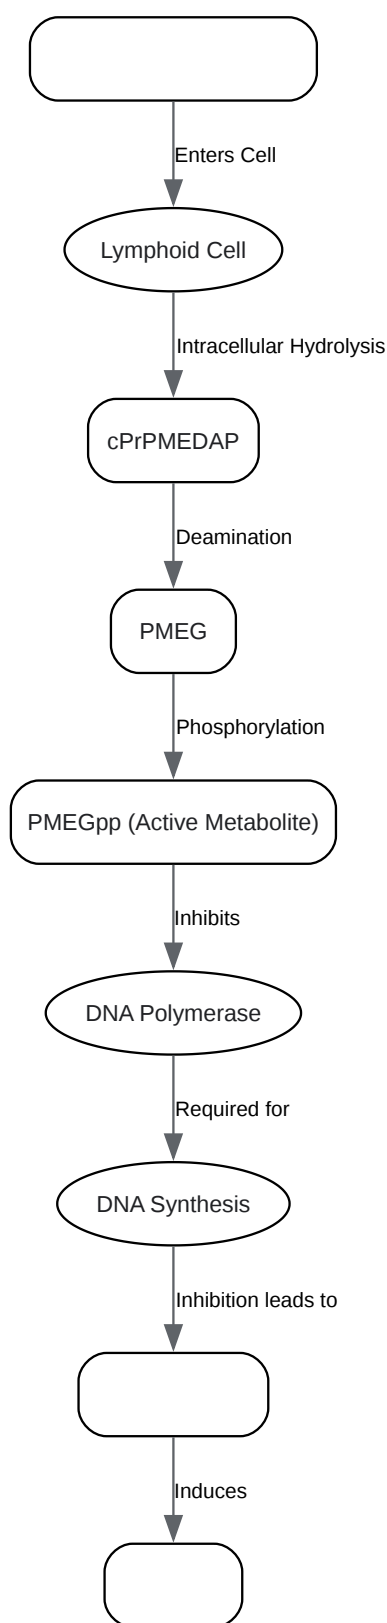 Enters Cell
Lymphoid Cell
Intracellular Hydrolysis
cPrPMEDAP
Deamination
PMEG
Phosphorylation
PMEGpp (Active Metabolite)
Inhibits
DNA Polymerase
Required for
DNA Synthesis
Inhibition leads to
Induces